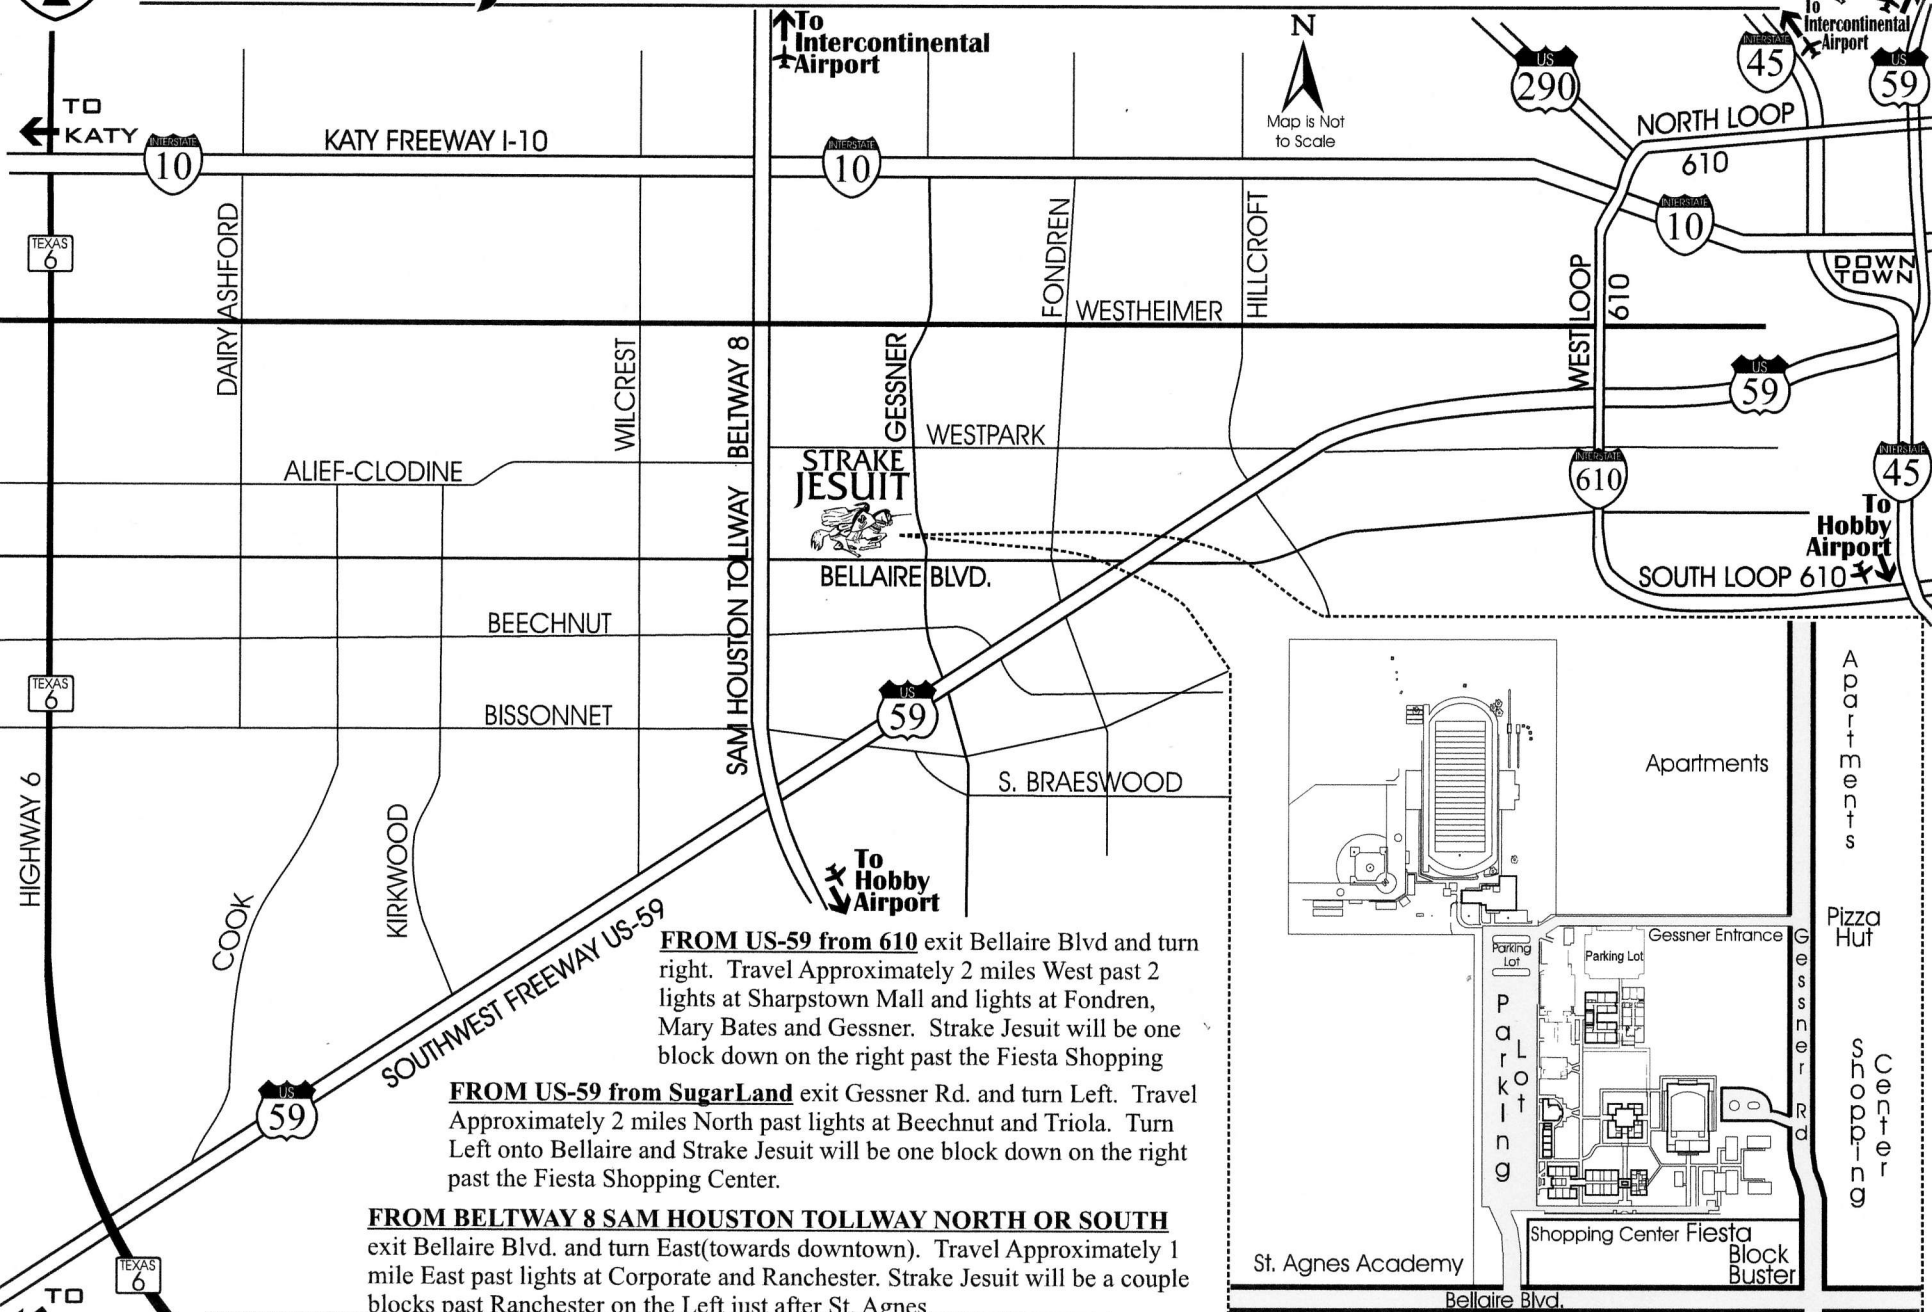 To
Intercontinental
Airport
N
Map is Not
to Scale
US
290
INTERSTATE
45
To
Intercontinental
Airport
US
59
TO
KATY
INTERSTATE
10
KATY FREEWAY I-10
INTERSTATE
10
NORTH LOOP
610
INTERSTATE
10
DOWN
TOWN
TEXAS
6
DAIRY ASHFORD
WILCREST
BELTWAY 8
SAM HOUSTON TOLLWAY
GESSNER
FONDREN
HILLCROFT
WESTHEIMER
WEST LOOP
610
US
59
WESTPARK
ALIEF-CLODINE
STRAKE
JESUIT
INTERSTATE
610
INTERSTATE
45
To
Hobby
Airport
BELLAIRE BLVD.
SOUTH LOOP 610
BEECHNUT
TEXAS
6
BISSONNET
US
59
S. BRAESWOOD
HIGHWAY 6
COOK
KIRKWOOD
To
Hobby
Airport
SOUTHWEST FREEWAY US-59
US
59
TEXAS
6
TO
FROM US-59 from 610 exit Bellaire Blvd and turn
right. Travel Approximately 2 miles West past 2
lights at Sharpstown Mall and lights at Fondren,
Mary Bates and Gessner. Strake Jesuit will be one
block down on the right past the Fiesta Shopping
FROM US-59 from SugarLand exit Gessner Rd. and turn Left. Travel
Approximately 2 miles North past lights at Beechnut and Triola. Turn
Left onto Bellaire and Strake Jesuit will be one block down on the right
past the Fiesta Shopping Center.
FROM BELTWAY 8 SAM HOUSTON TOLLWAY NORTH OR SOUTH
exit Bellaire Blvd. and turn East(towards downtown). Travel Approximately 1
mile East past lights at Corporate and Ranchester. Strake Jesuit will be a couple
blocks past Ranchester on the Left just after St. Agnes
Apartments
Apartments
Pizza
Hut
Gessner Entrance
Parking
Lot
Parking Lot
Parking
Lot
Gessner Rd
Shopping
Center
Shopping Center Fiesta
Block
Buster
St. Agnes Academy
Bellaire Blvd.